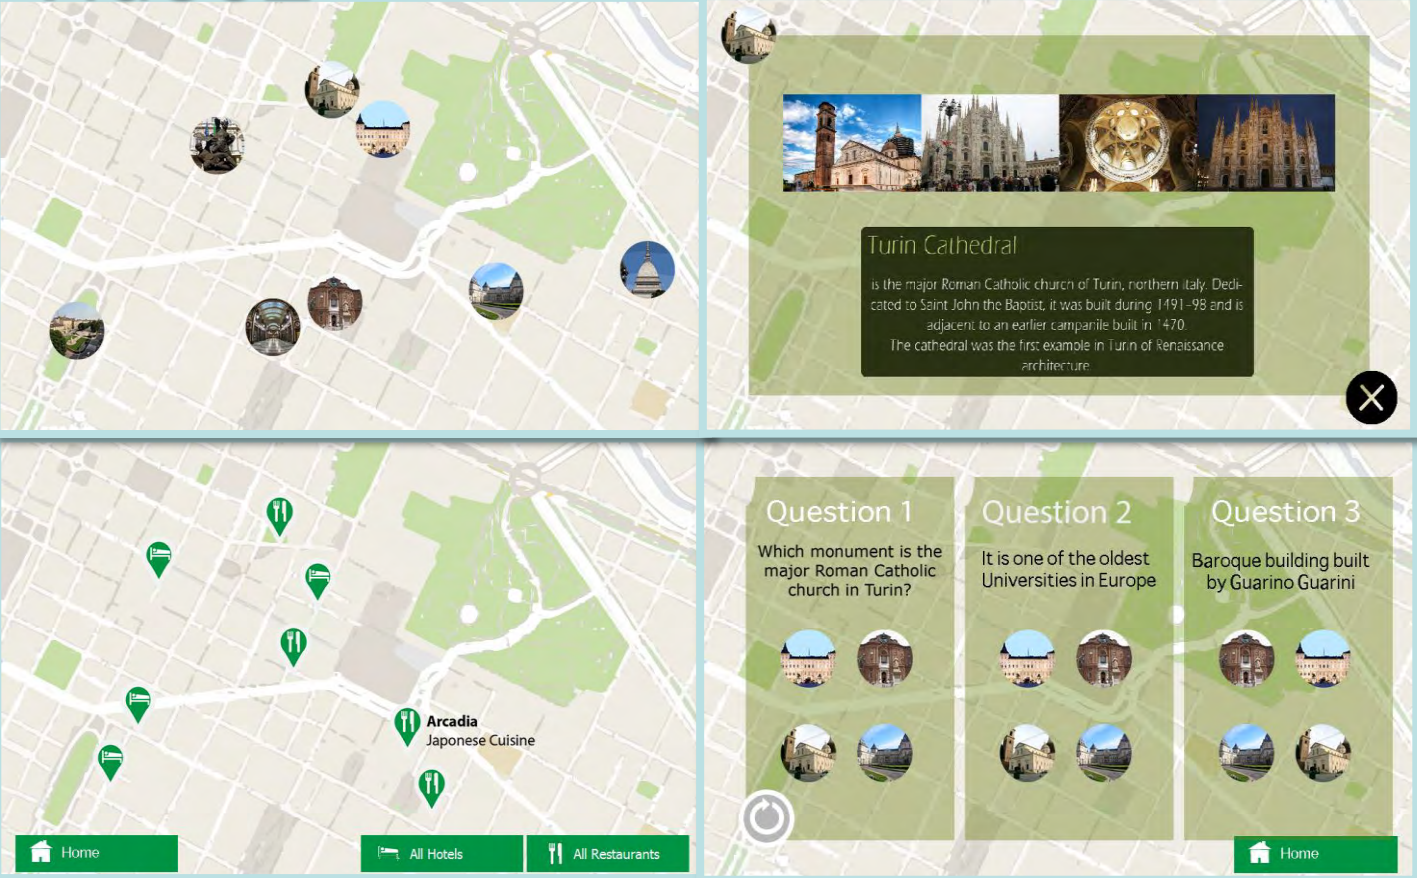 Turin Cathedral
is the major Roman Catholic church of Turin, northern Italy. Dedi-
cated to Saint John the Baptist, it was built during 1491-98 and is
adjacent to an earlier campanile built in 1470.
The cathedral was the first example in Turin of Renaissance
architecture
Arcadia
Japonese Cuisine
Home
All Hotels
All Restaurants
Question 1
Which monument is the
major Roman Catholic
church in Turin?
Question 2
It is one of the oldest
Universities in Europe
Question 3
Baroque building built
by Guarino Guarini
Home